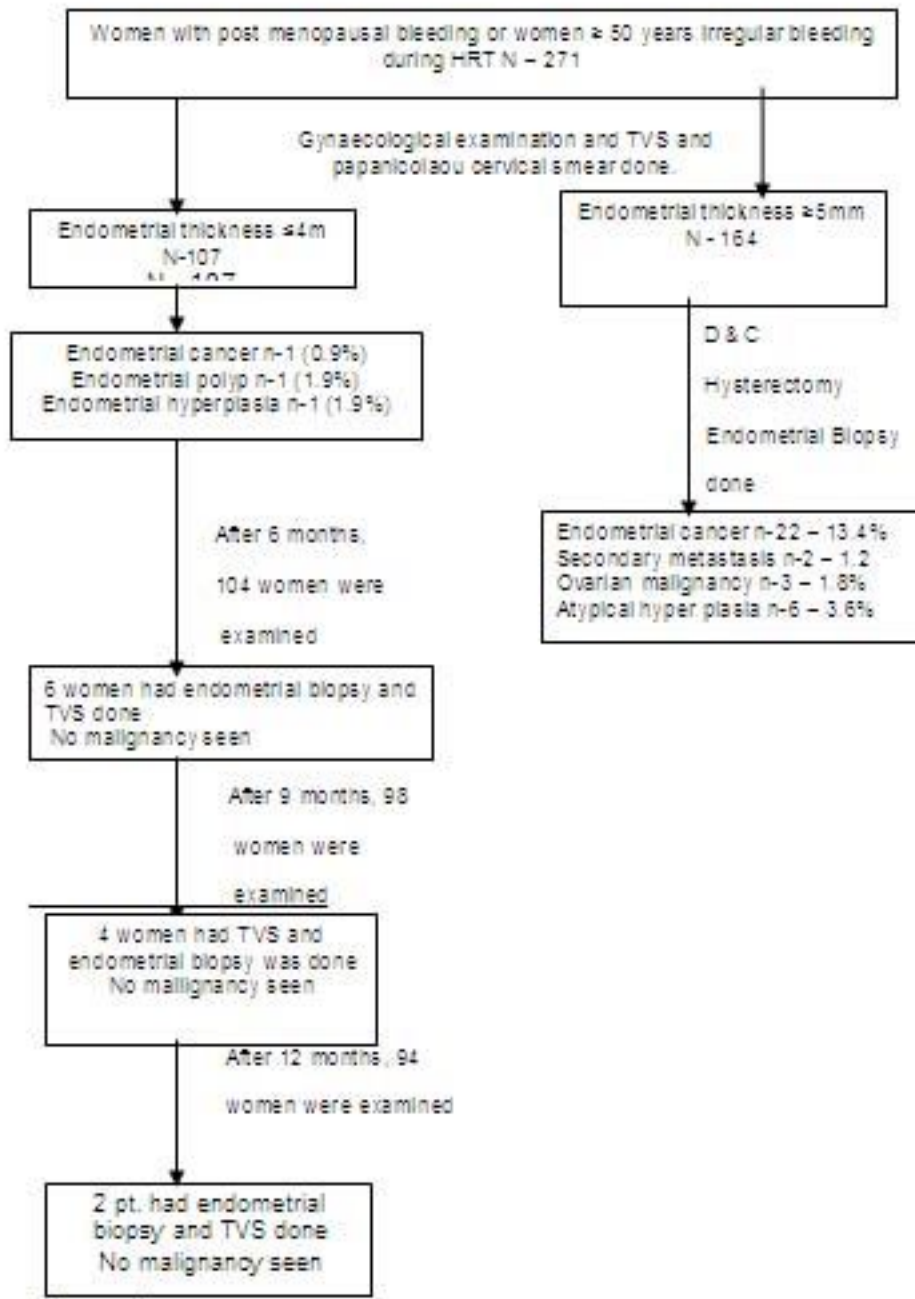 Women with post menopausal bleeding or women ≥ 50 years irregular bleeding
during HRT N – 271
Gynaecological examination and TVS and
papanicolaou cervical smear done.
Endometrial thickness ≤4m
N-107
Endometrial thickness ≥5mm
N - 164
Endometrial cancer n-1 (0.9%)
Endometrial polyp n-1 (1.9%)
Endometrial hyperplasia n-1 (1.9%)
D & C
Hysterectomy
Endometrial Biopsy
done
Endometrial cancer n-22 – 13.4%
Secondary metastasis n-2 – 1.2
Ovarian malignancy n-3 – 1.8%
Atypical hyper plasia n-6 – 3.6%
After 6 months,
104 women were
examined
6 women had endometrial biopsy and
TVS done
No malignancy seen
After 9 months, 98
women were
examined
4 women had TVS and
endometrial biopsy was done
No mallignancy seen
After 12 months, 94
women were examined
2 pt. had endometrial
biopsy and TVS done
No malignancy seen